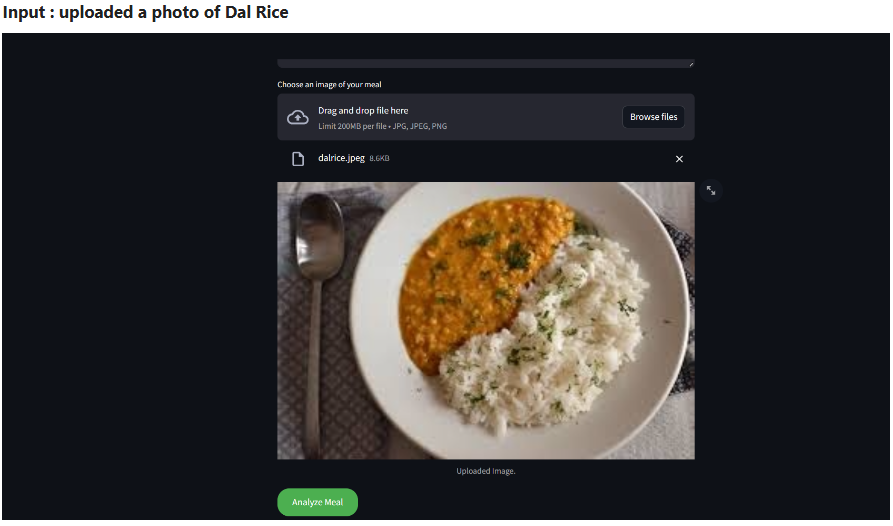 Input : uploaded a photo of Dal Rice
Choose an image of your meal
Drag and drop file here
Limit 200MB per file • JPG, JPEG, PNG
Browse files
dalrice.jpeg 8.6KB
Uploaded Image.
Analyze Meal